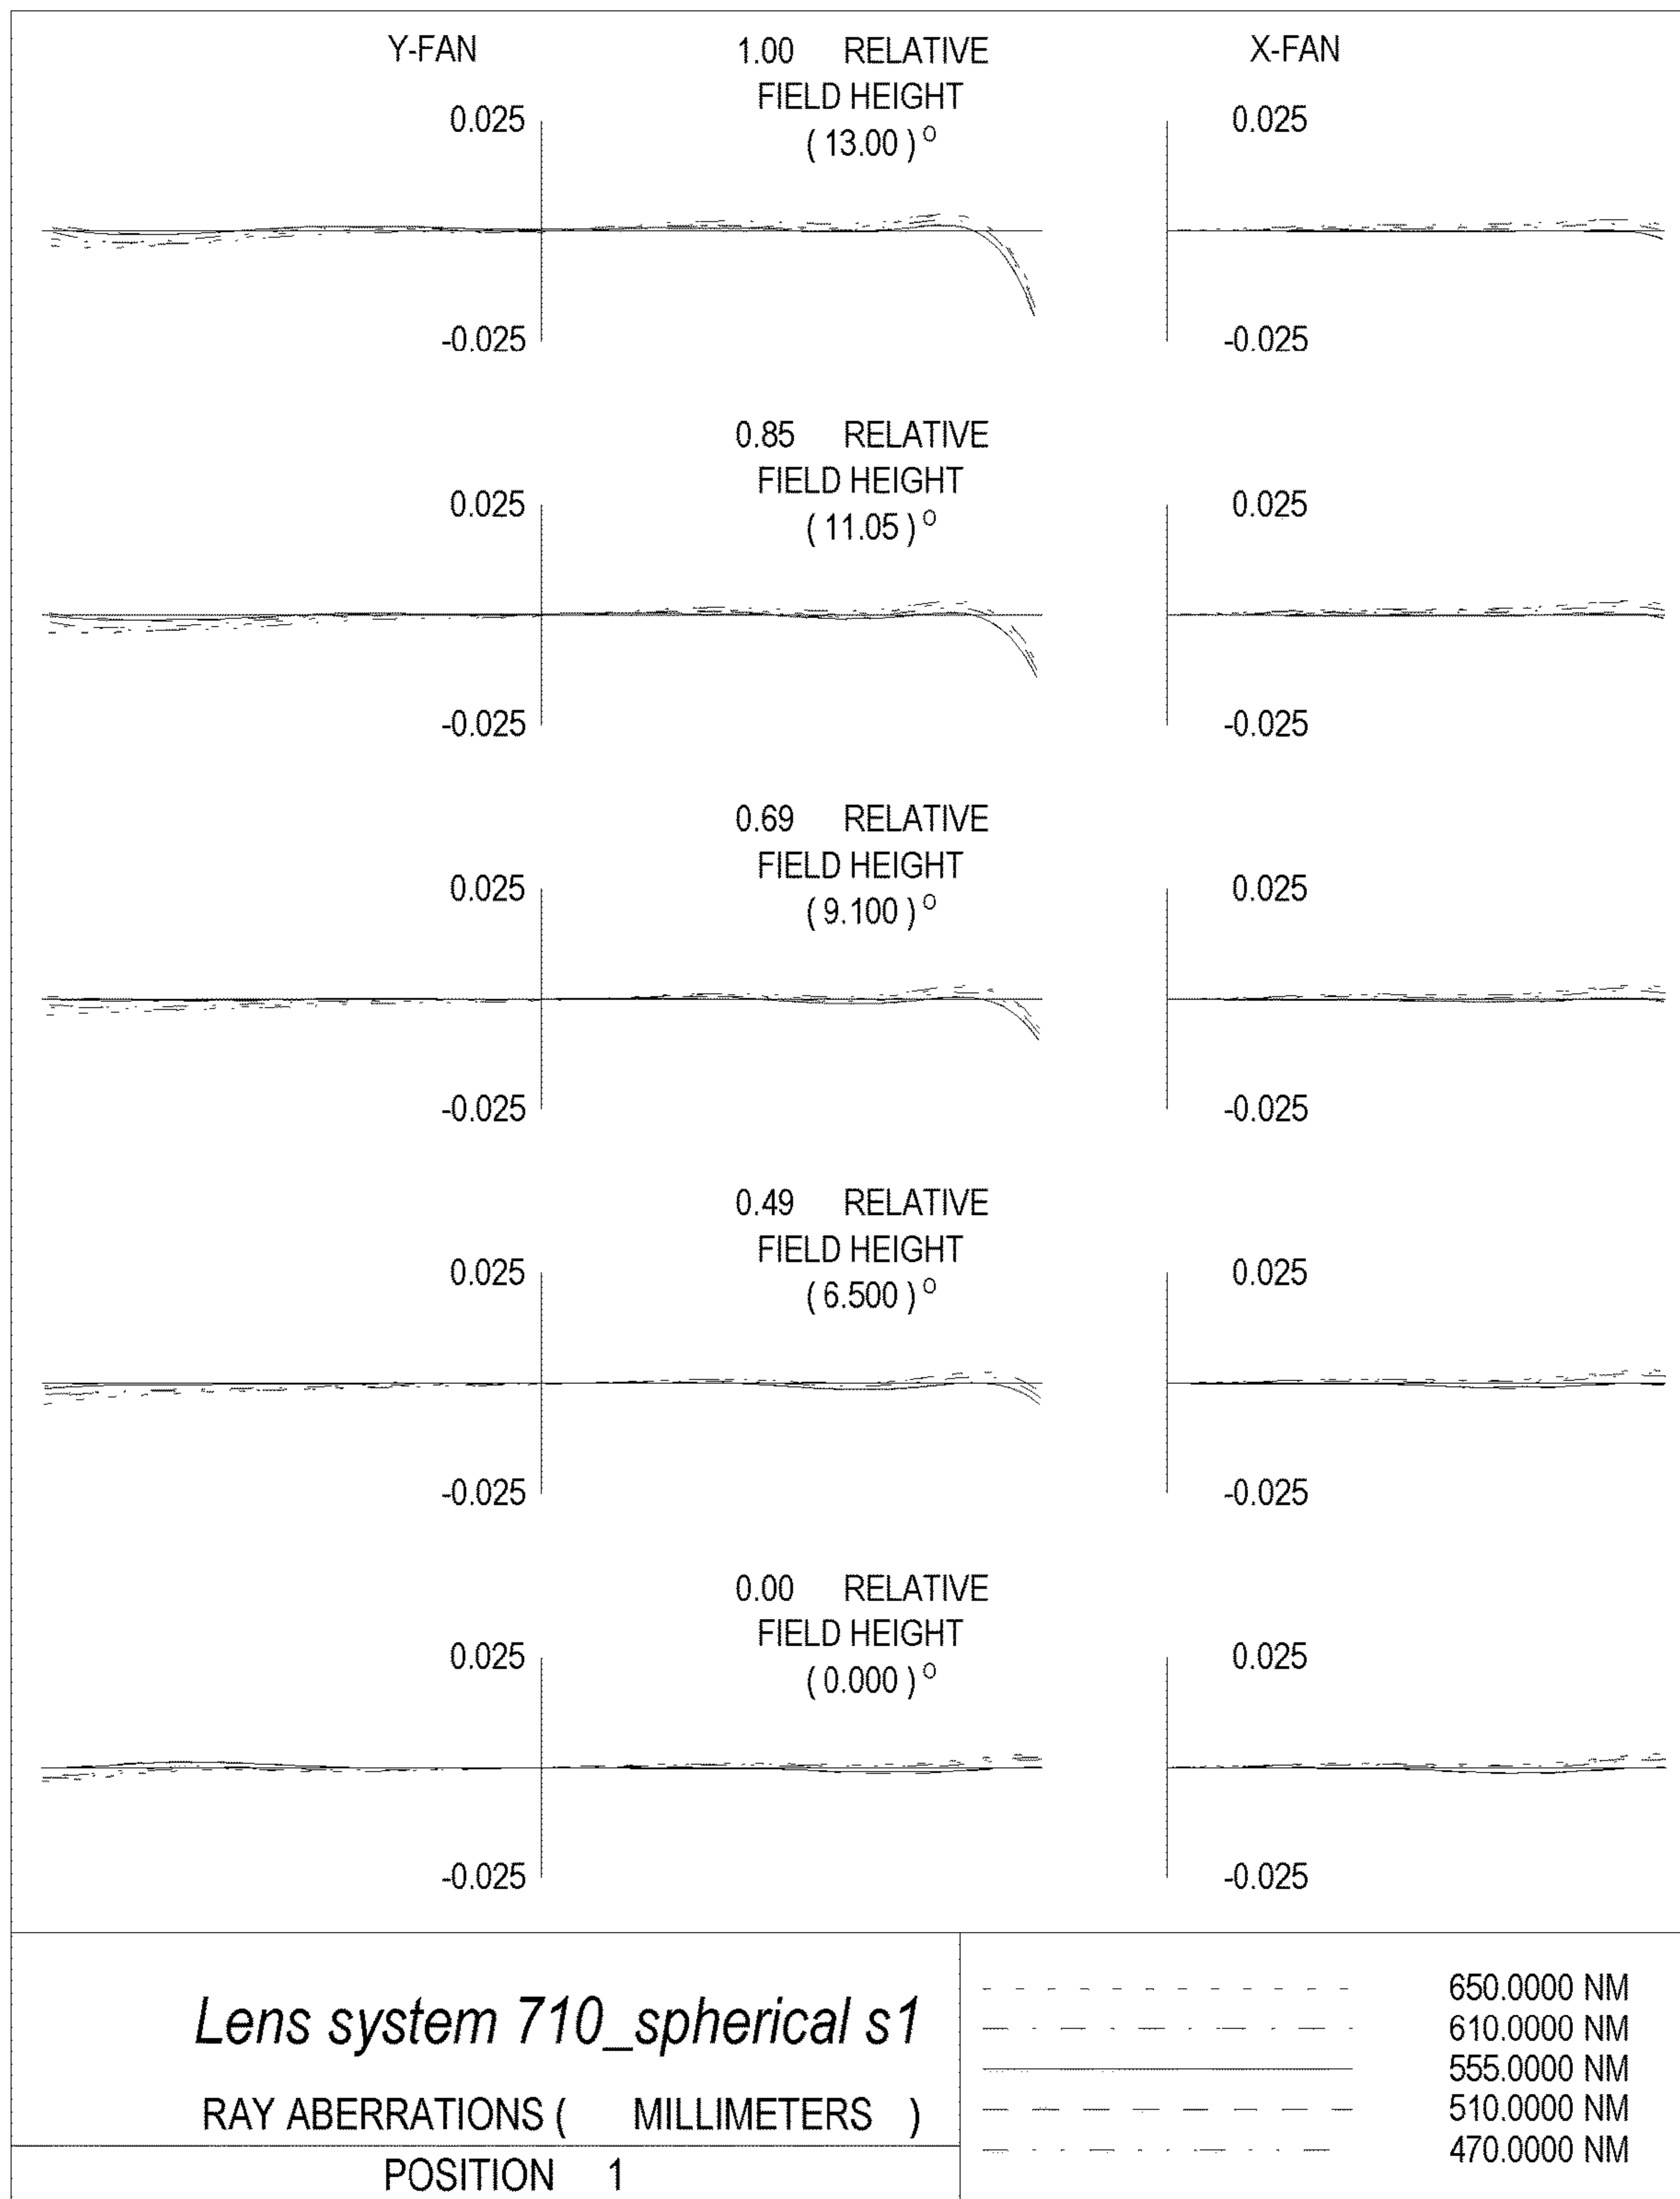 Y-FAN 1.00 RELATIVE X-FAN
FIELD HEIGHT
0.025 ( 13.00 ) O 0.025
-0.025 -0.025
0.85 RELATIVE
FIELD HEIGHT
0.025 ( 11.05 ) O 0.025
-0.025 -0.025
0.69 RELATIVE
FIELD HEIGHT
0.025 ( 9.100 ) O 0.025
-0.025 -0.025
0.49 RELATIVE
FIELD HEIGHT
0.025 ( 6.500 ) O 0.025
-0.025 -0.025
0.00 RELATIVE
FIELD HEIGHT
0.025 ( 0.000 ) O 0.025
-0.025 -0.025
Lens system 710_spherical s1
RAY ABERRATIONS ( MILLIMETERS )
POSITION 1
650.0000 NM
610.0000 NM
555.0000 NM
510.0000 NM
470.0000 NM